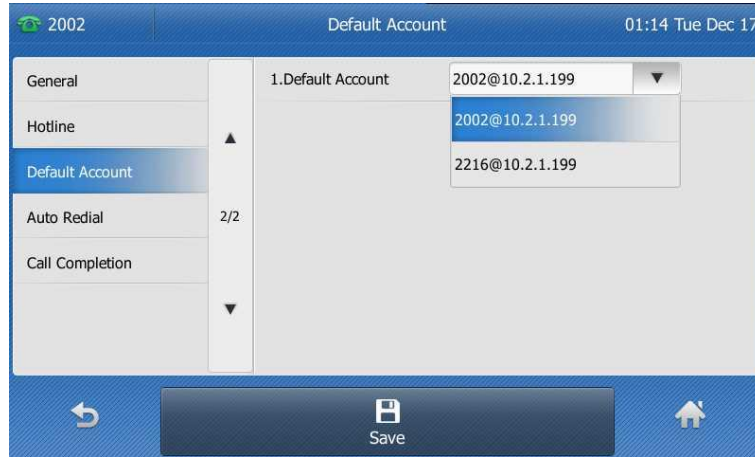 2002 Default Account 01:14 Tue Dec 17
General
Hotline
Default Account
Auto Redial
Call Completion
2/2
1.Default Account 2002@10.2.1.199
2002@10.2.1.199
2216@10.2.1.199
Save